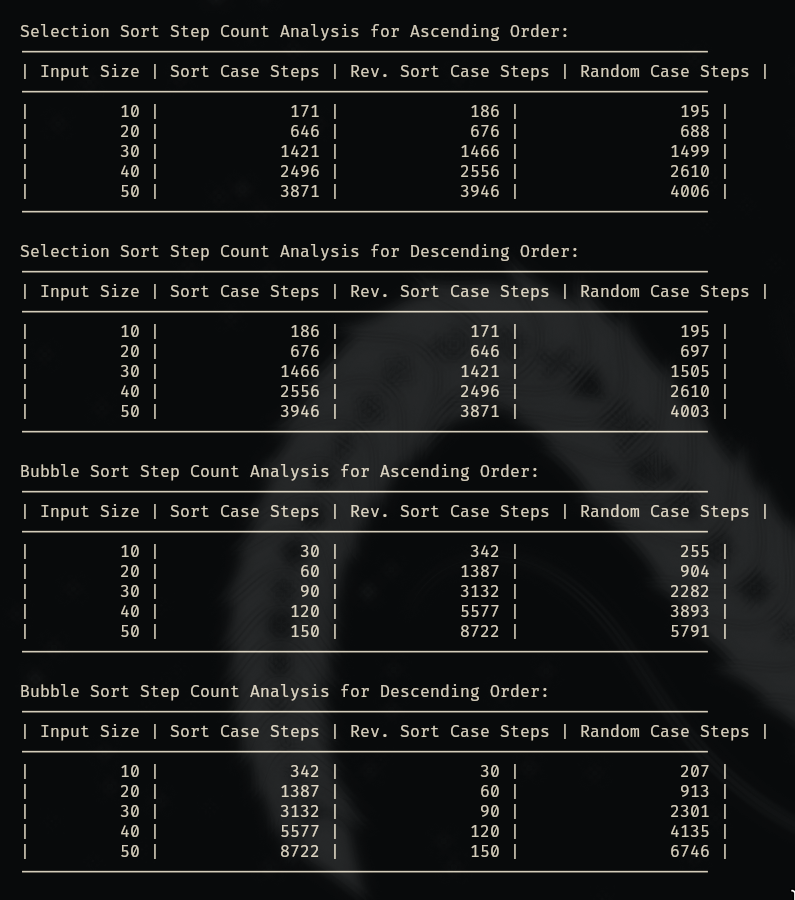 Selection Sort Step Count Analysis for Ascending Order:
| Input Size | Sort Case Steps | Rev. Sort Case Steps | Random Case Steps |
| 10 | 171 | 186 | 195 |
| 20 | 646 | 676 | 688 |
| 30 | 1421 | 1466 | 1499 |
| 40 | 2496 | 2556 | 2610 |
| 50 | 3871 | 3946 | 4006 |
Selection Sort Step Count Analysis for Descending Order:
| Input Size | Sort Case Steps | Rev. Sort Case Steps | Random Case Steps |
| 10 | 186 | 171 | 195 |
| 20 | 676 | 646 | 697 |
| 30 | 1466 | 1421 | 1505 |
| 40 | 2556 | 2496 | 2610 |
| 50 | 3946 | 3871 | 4003 |
Bubble Sort Step Count Analysis for Ascending Order:
| Input Size | Sort Case Steps | Rev. Sort Case Steps | Random Case Steps |
| 10 | 30 | 342 | 255 |
| 20 | 60 | 1387 | 904 |
| 30 | 90 | 3132 | 2282 |
| 40 | 120 | 5577 | 3893 |
| 50 | 150 | 8722 | 5791 |
Bubble Sort Step Count Analysis for Descending Order:
| Input Size | Sort Case Steps | Rev. Sort Case Steps | Random Case Steps |
| 10 | 342 | 30 | 207 |
| 20 | 1387 | 60 | 913 |
| 30 | 3132 | 90 | 2301 |
| 40 | 5577 | 120 | 4135 |
| 50 | 8722 | 150 | 6746 |